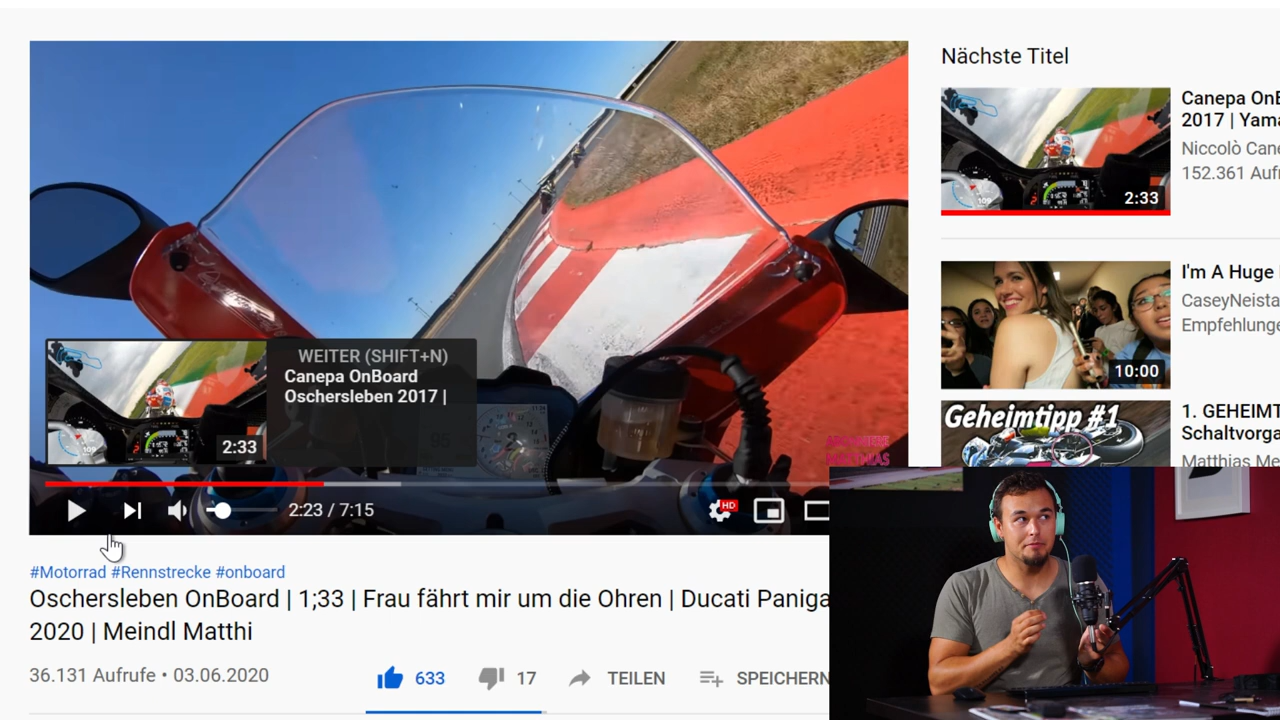 Nächste Titel
Canepa OnB
2017 | Yama
Niccolò Cane
152.361 Aufr
2:33
I'm A Huge
CaseyNeista
Empfehlunge
10:00
Geheimtipp #1
1. GEHEIMT
Schaltvorga
Matthias Me
WEITER (SHIFT+N)
Canepa OnBoard
Oschersleben 2017 |
2:33
MATTHIAS
2:23 / 7:15
HD
#Motorrad #Rennstrecke #onboard
Oschersleben OnBoard | 1;33 | Frau fährt mir um die Ohren | Ducati Paniga
2020 | Meindl Matthi
36.131 Aufrufe • 03.06.2020
633
17
TEILEN
SPEICHERN